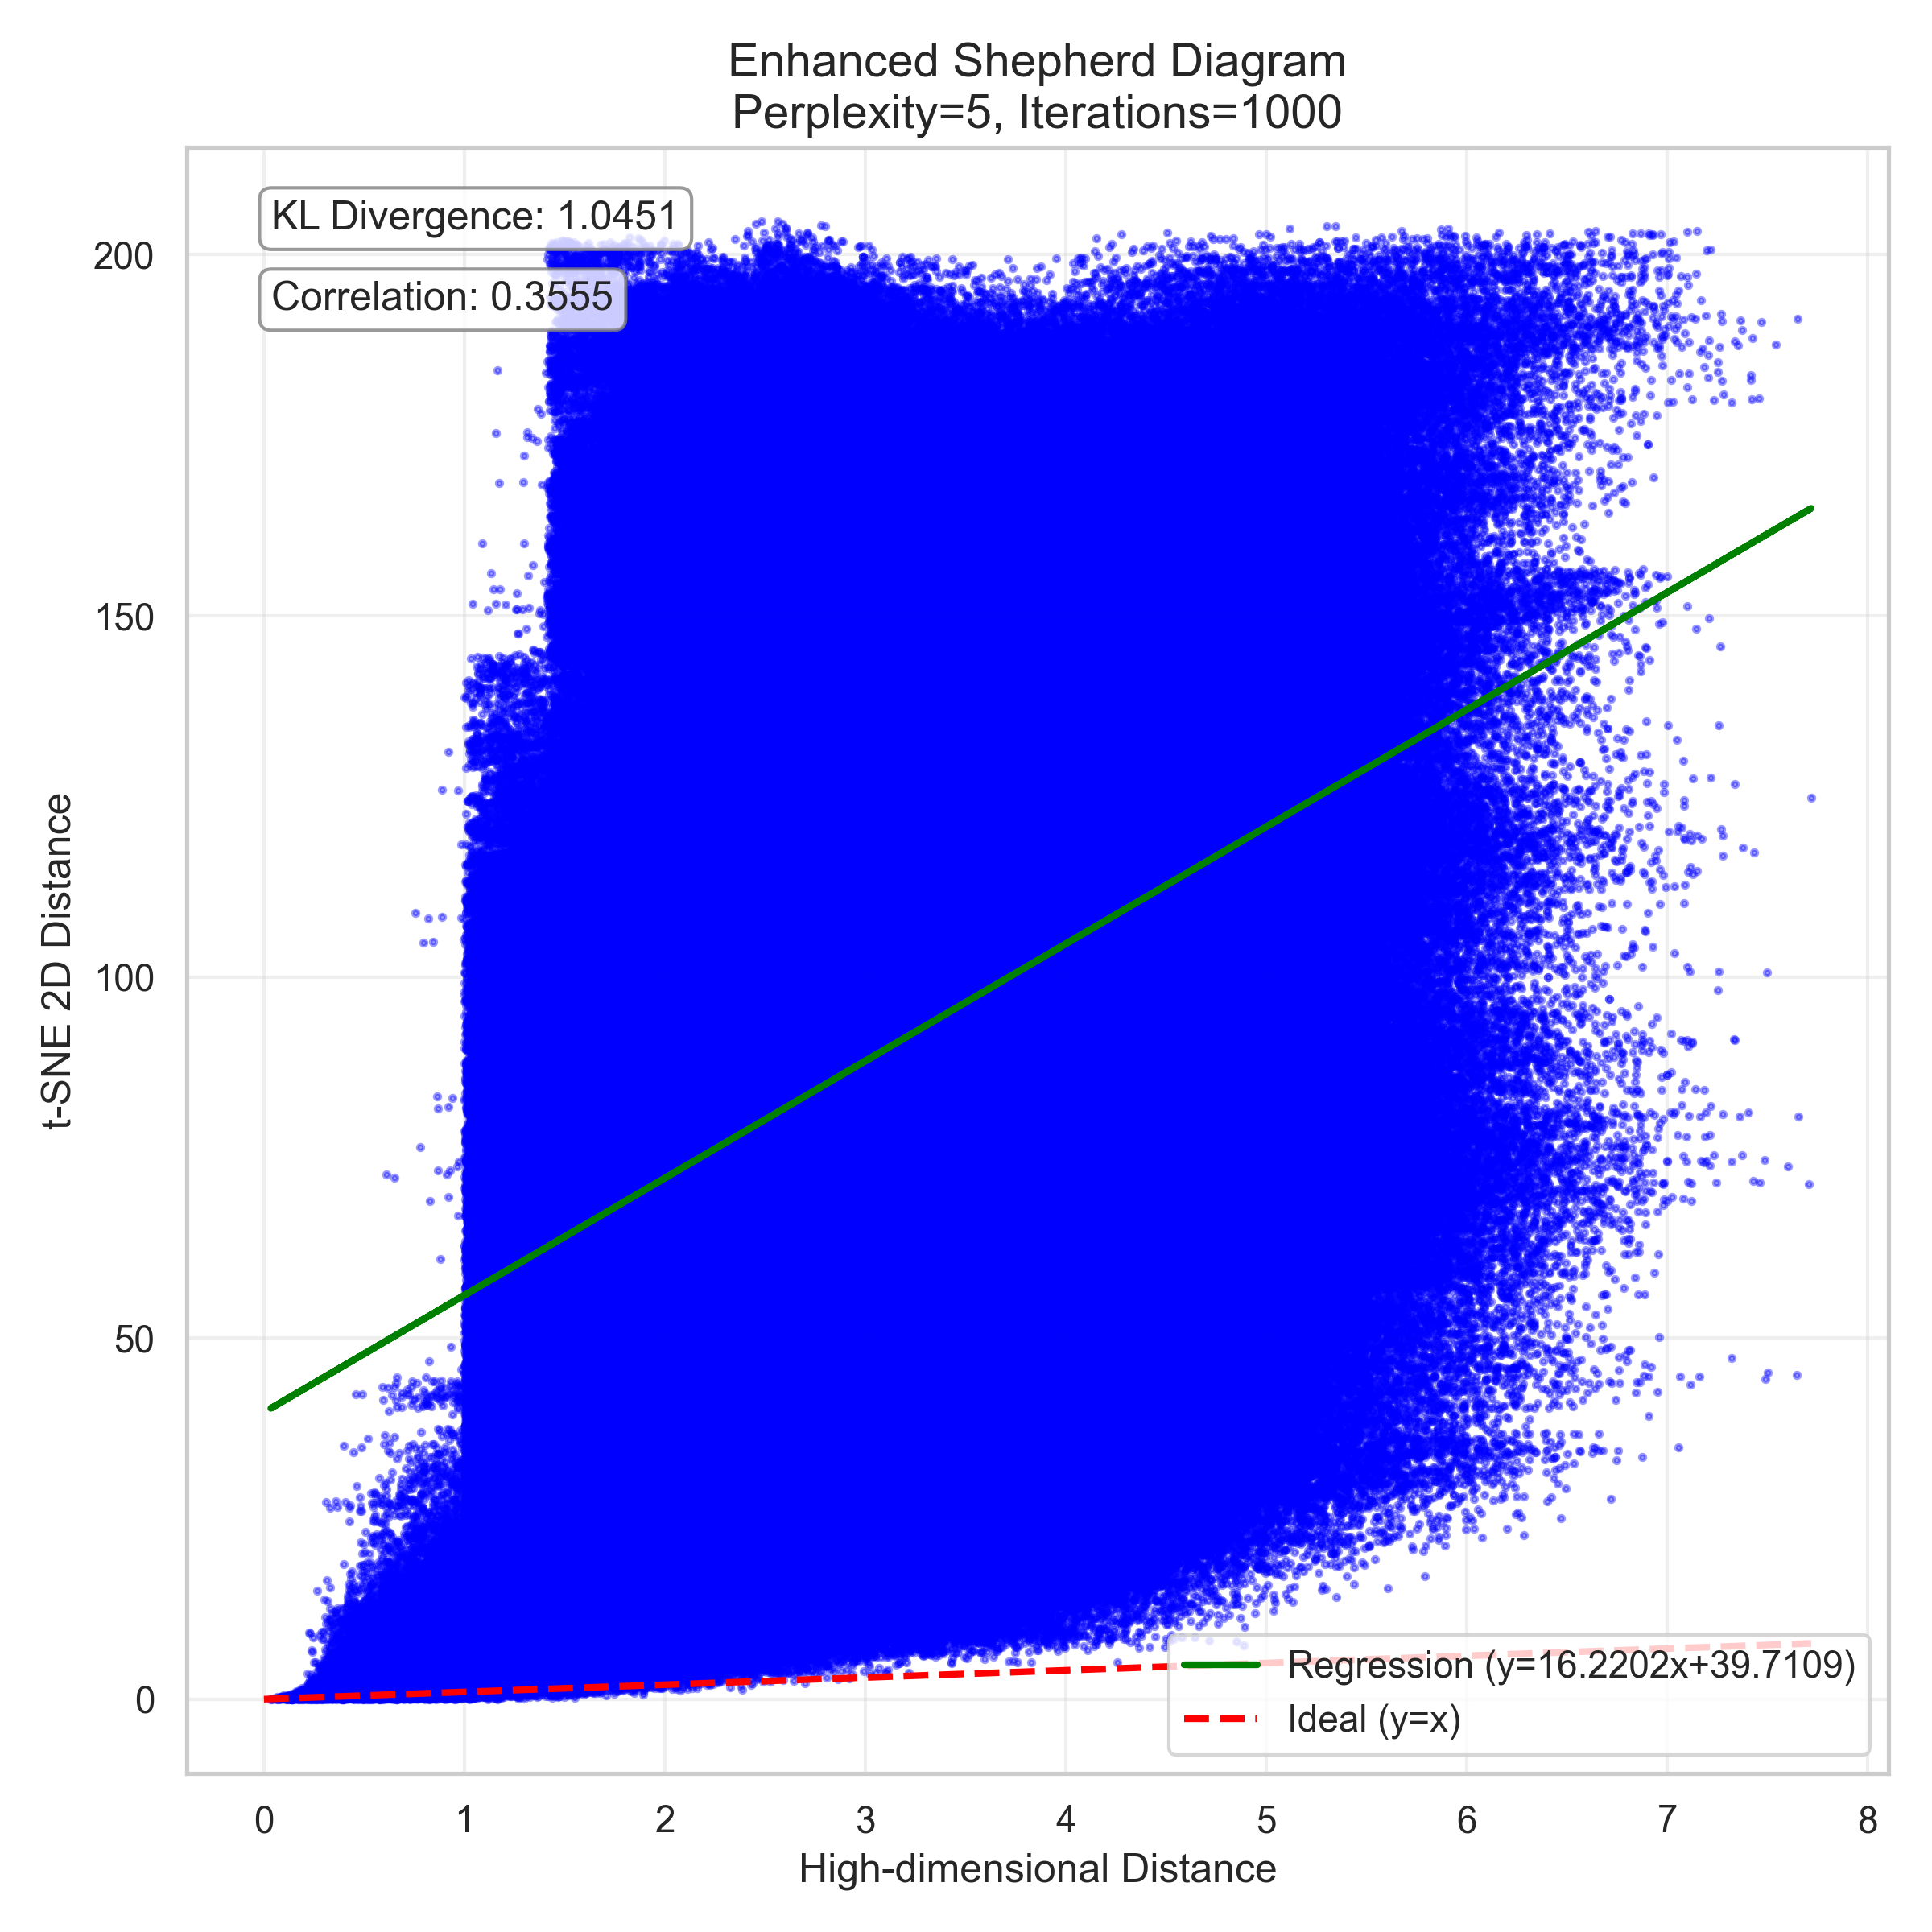 Enhanced Shepherd Diagram
Perplexity=5, Iterations=1000
KL Divergence: 1.0451
Correlation: 0.3555
200
150
100
50
0
t-SNE 2D Distance
Regression (y=16.2202x+39.7109)
Ideal (y=x)
0 1 2 3 4 5 6 7 8
High-dimensional Distance